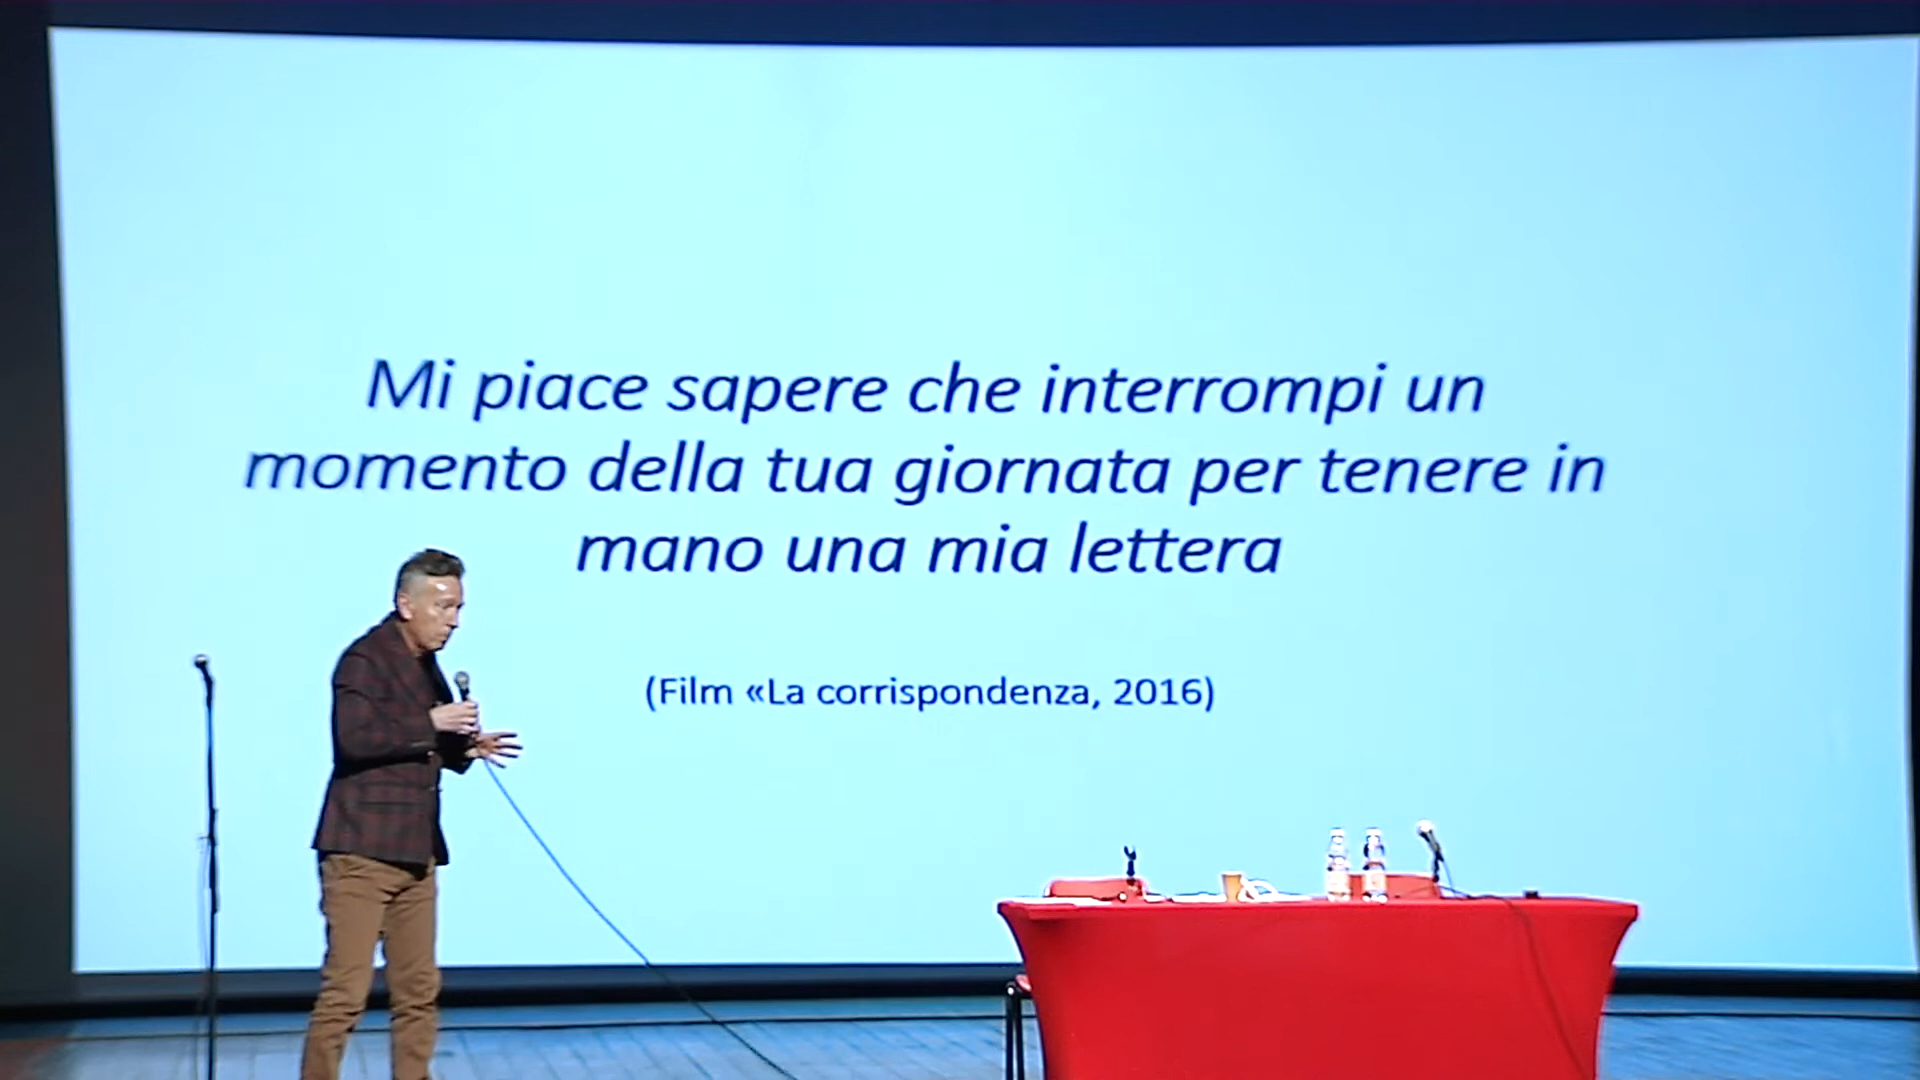 Mi piace sapere che interrompi un
momento della tua giornata per tenere in
mano una mia lettera
(Film «La corrispondenza, 2016)